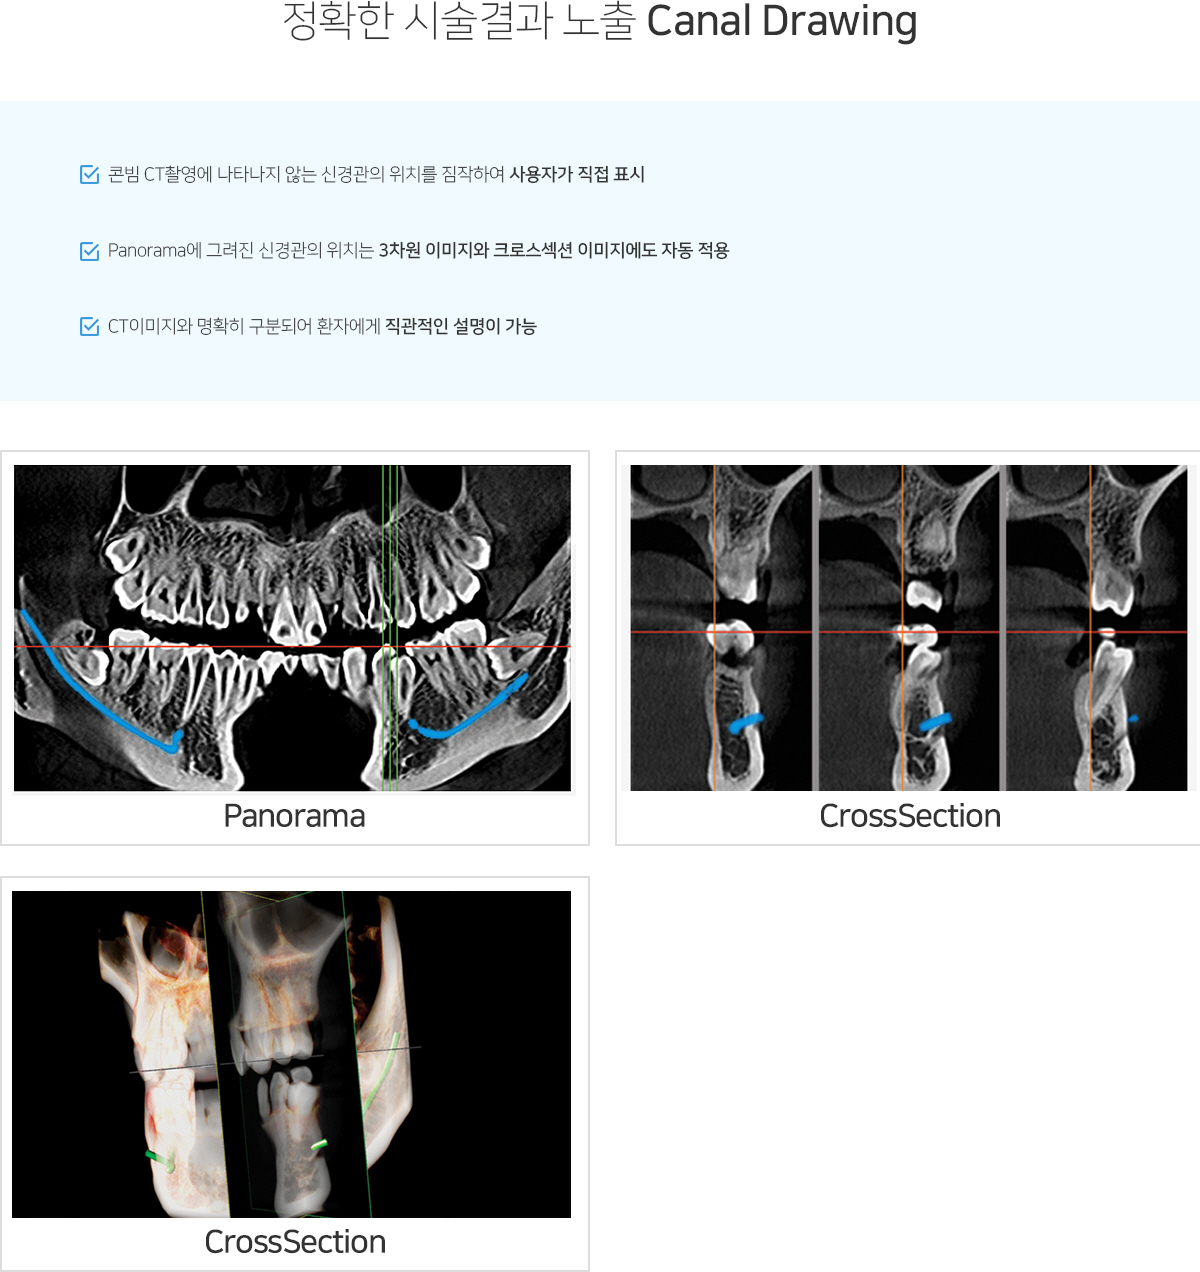 정확한 시술결과 노출 Canal Drawing
콘빔 CT촬영에 나타나지 않는 신경관의 위치를 짐작하여 사용자가 직접 표시
Panorama에 그려진 신경관의 위치는 3차원 이미지와 크로스섹션 이미지에도 자동 적용
CT이미지와 명확히 구분되어 환자에게 직관적인 설명이 가능
Panorama
CrossSection
CrossSection